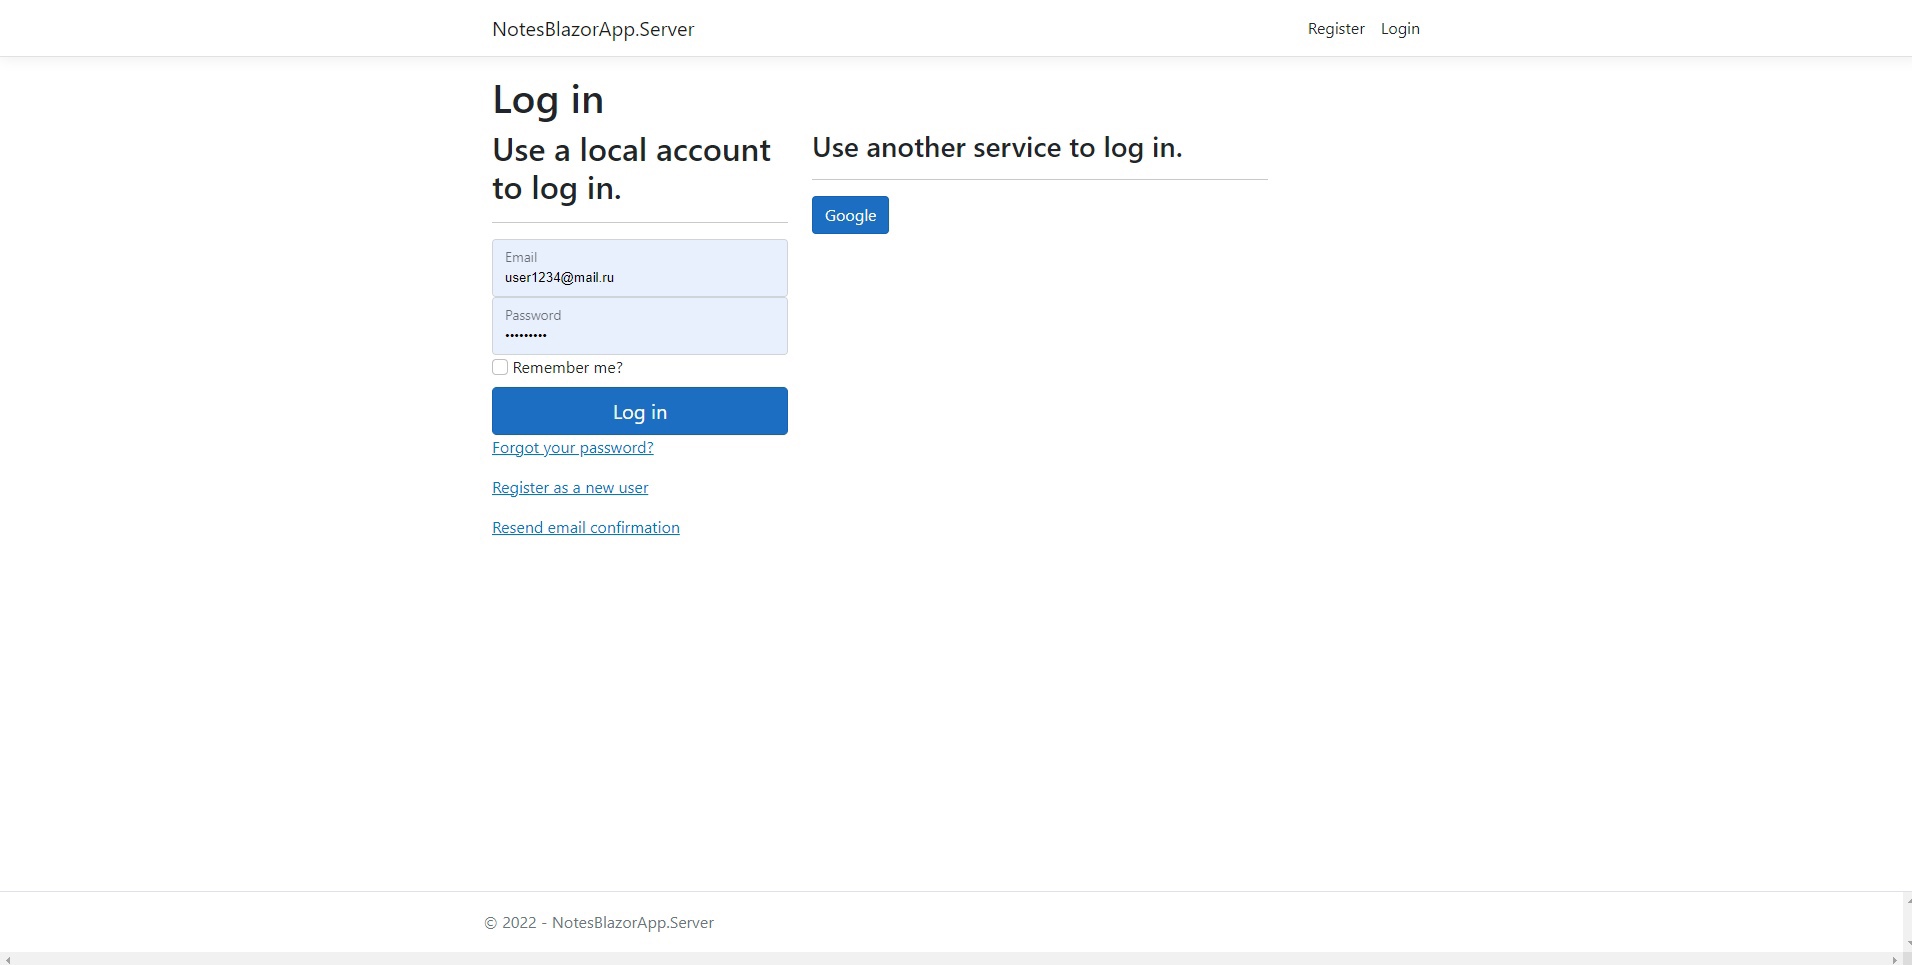 NotesBlazorApp.Server
Register
Login
Log in
Use a local account
to log in.
Email
user1234@mail.ru
Password
•••••••••
Remember me?
Log in
Forgot your password?
Register as a new user
Resend email confirmation
Use another service to log in.
Google
© 2022 - NotesBlazorApp.Server